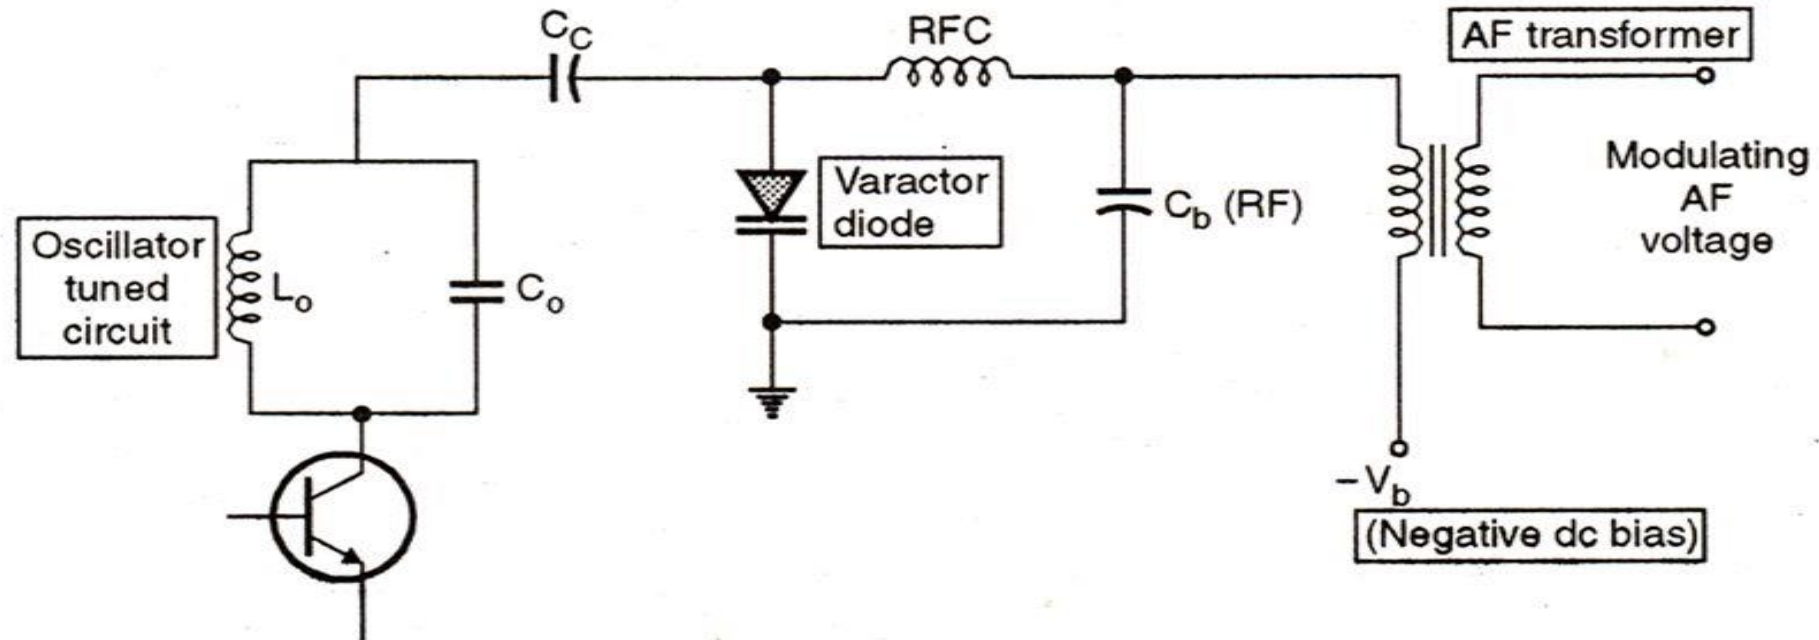 C_C
RFC
AF transformer
Oscillator
tuned
circuit
L_o
C_o
Varactor
diode
C_b (RF)
Modulating
AF
voltage
–V_b
(Negative dc bias)